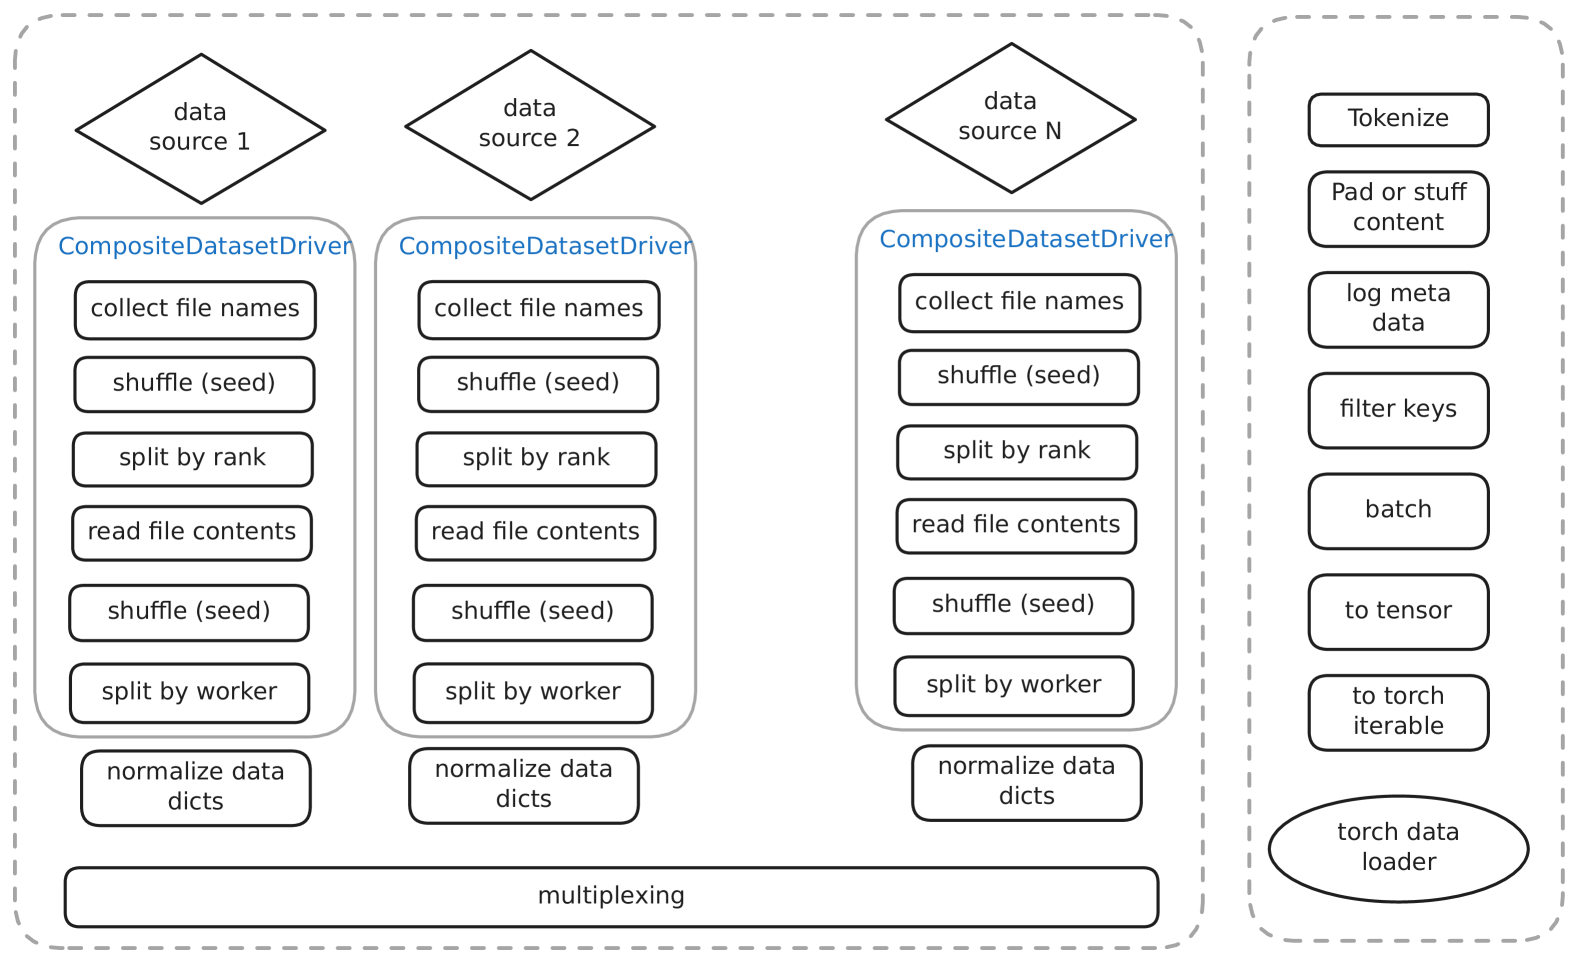 data
source 1
CompositeDatasetDriver
collect file names
shuffle (seed)
split by rank
read file contents
shuffle (seed)
split by worker
normalize data
dicts
data
source 2
CompositeDatasetDriver
collect file names
shuffle (seed)
split by rank
read file contents
shuffle (seed)
split by worker
normalize data
dicts
data
source N
CompositeDatasetDriver
collect file names
shuffle (seed)
split by rank
read file contents
shuffle (seed)
split by worker
normalize data
dicts
multiplexing
Tokenize
Pad or stuff
content
log meta
data
filter keys
batch
to tensor
to torch
iterable
torch data
loader